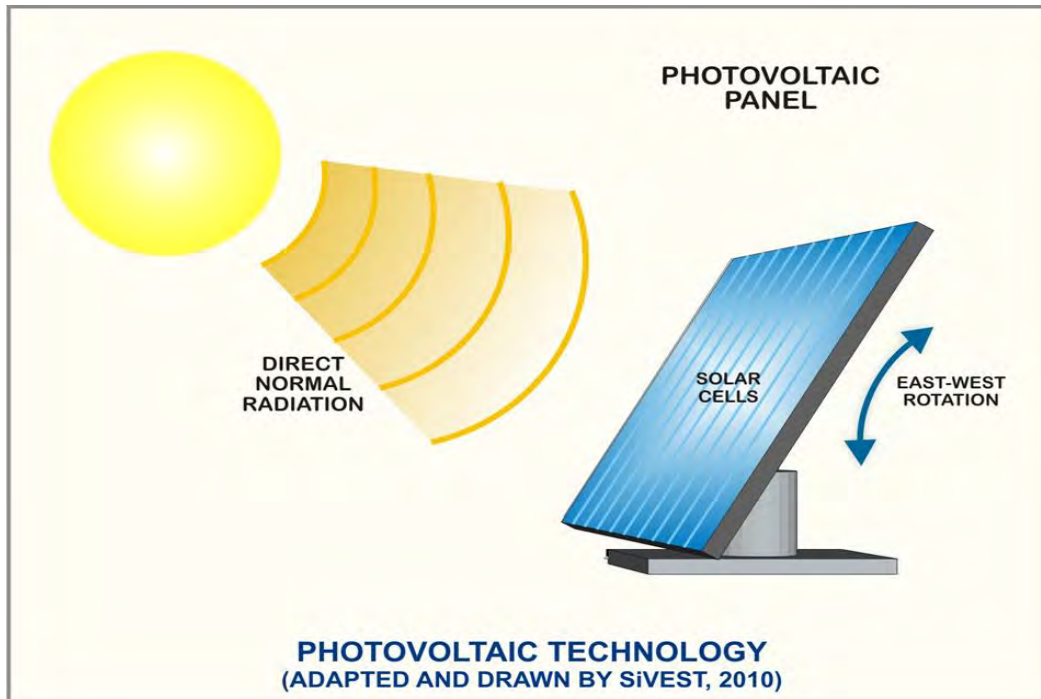 PHOTOVOLTAIC
PANEL
DIRECT
NORMAL
RADIATION
SOLAR
CELLS
EAST-WEST
ROTATION
PHOTOVOLTAIC TECHNOLOGY
(ADAPTED AND DRAWN BY SiVEST, 2010)